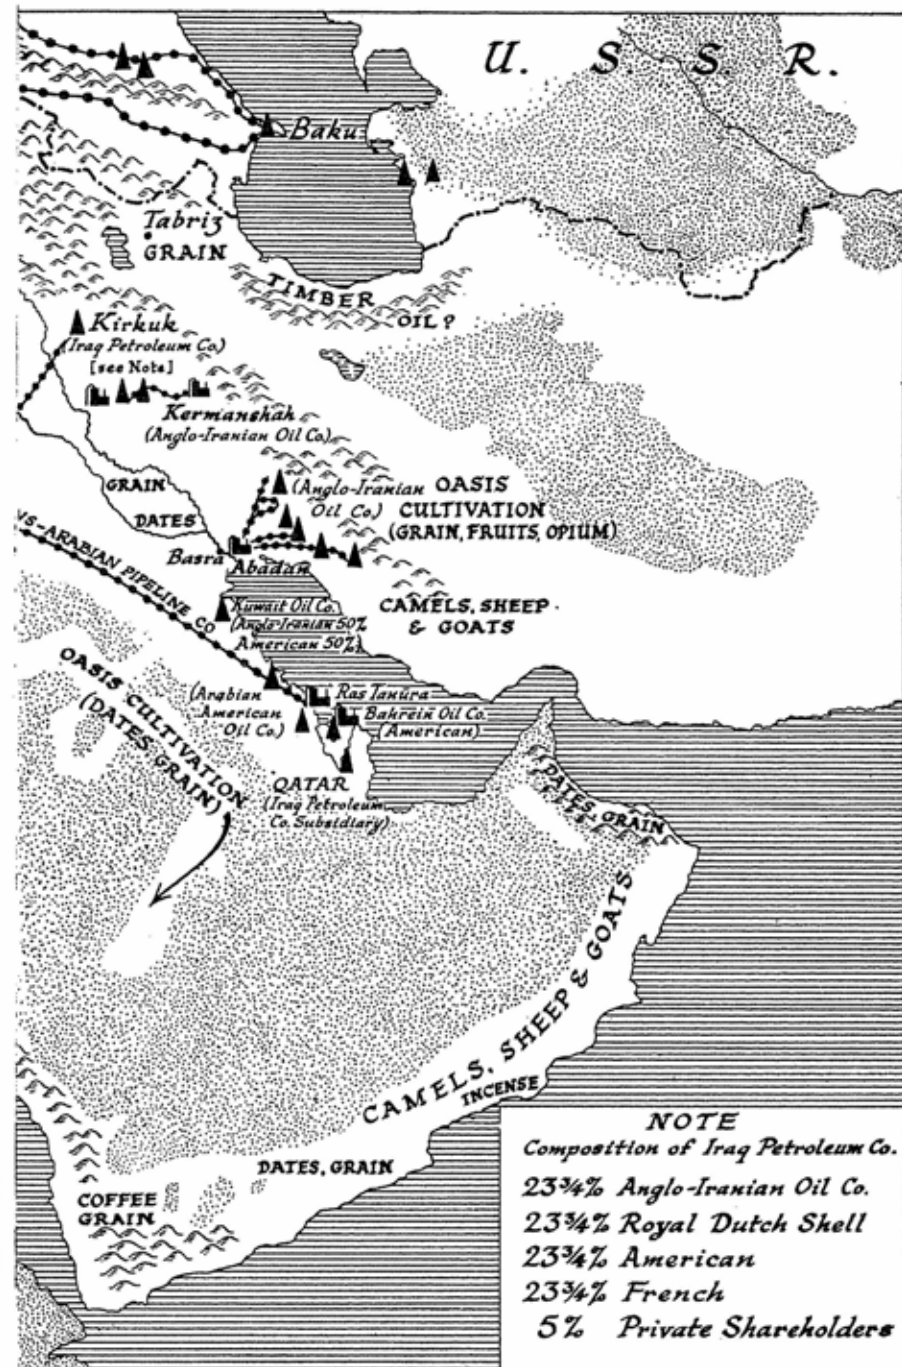 U. S. S. R.
Baku
Tabriz
GRAIN
TIMBER
OIL?
Kirkuk
(Iraq Petroleum Co.)
[see Note]
Kermanshah
(Anglo-Iranian Oil Co.)
GRAIN
DATES
(Anglo-Iranian
Oil Co.)
OASIS
CULTIVATION
(GRAIN, FRUITS, OPIUM)
Basra
Abadan
NS-ARABIAN PIPELINE CO
Kuwait Oil Co.
(Anglo-Iranian 50%
American 50%)
CAMELS, SHEEP
& GOATS
OASIS CULTIVATION
(DATES, GRAIN)
(Arabian
American
Oil Co.)
Ras Tanura
Bahrein Oil Co.
(American)
QATAR
(Iraq Petroleum
Co. Subsidiary)
DATES, GRAIN
CAMELS, SHEEP & GOATS
INCENSE
DATES, GRAIN
COFFEE
GRAIN
NOTE
Composition of Iraq Petroleum Co.
23¾% Anglo-Iranian Oil Co.
23¾% Royal Dutch Shell
23¾% American
23¾% French
5% Private Shareholders